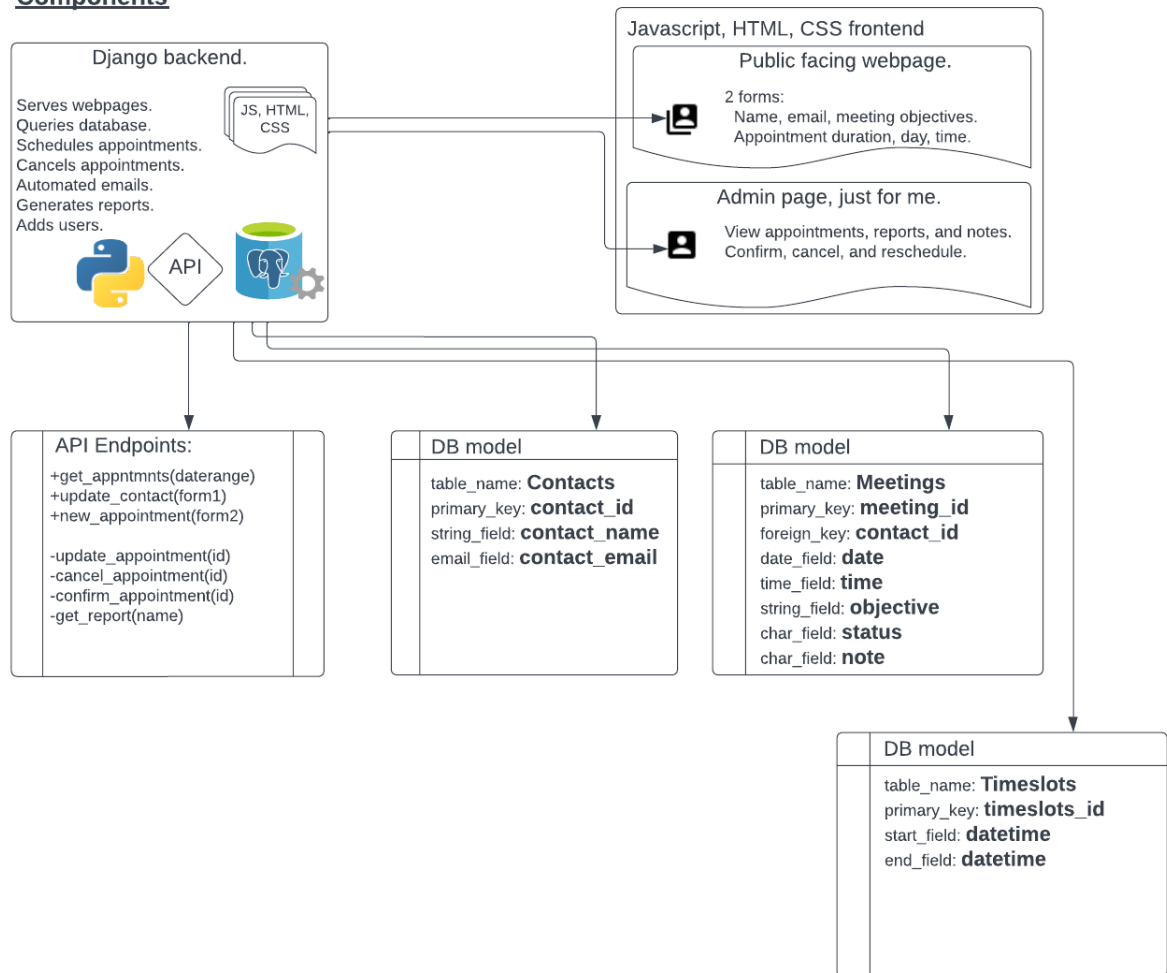 Components
Django backend.
Serves webpages.
Queries database.
Schedules appointments.
Cancels appointments.
Automated emails.
Generates reports.
Adds users.
JS, HTML,
CSS
API
Javascript, HTML, CSS frontend
Public facing webpage.
2 forms:
Name, email, meeting objectives.
Appointment duration, day, time.
Admin page, just for me.
View appointments, reports, and notes.
Confirm, cancel, and reschedule.
API Endpoints:
+get_appntmnts(daterange)
+update_contact(form1)
+new_appointment(form2)
-update_appointment(id)
-cancel_appointment(id)
-confirm_appointment(id)
-get_report(name)
DB model
table_name: Contacts
primary_key: contact_id
string_field: contact_name
email_field: contact_email
DB model
table_name: Meetings
primary_key: meeting_id
foreign_key: contact_id
date_field: date
time_field: time
string_field: objective
char_field: status
char_field: note
DB model
table_name: Timeslots
primary_key: timeslots_id
start_field: datetime
end_field: datetime